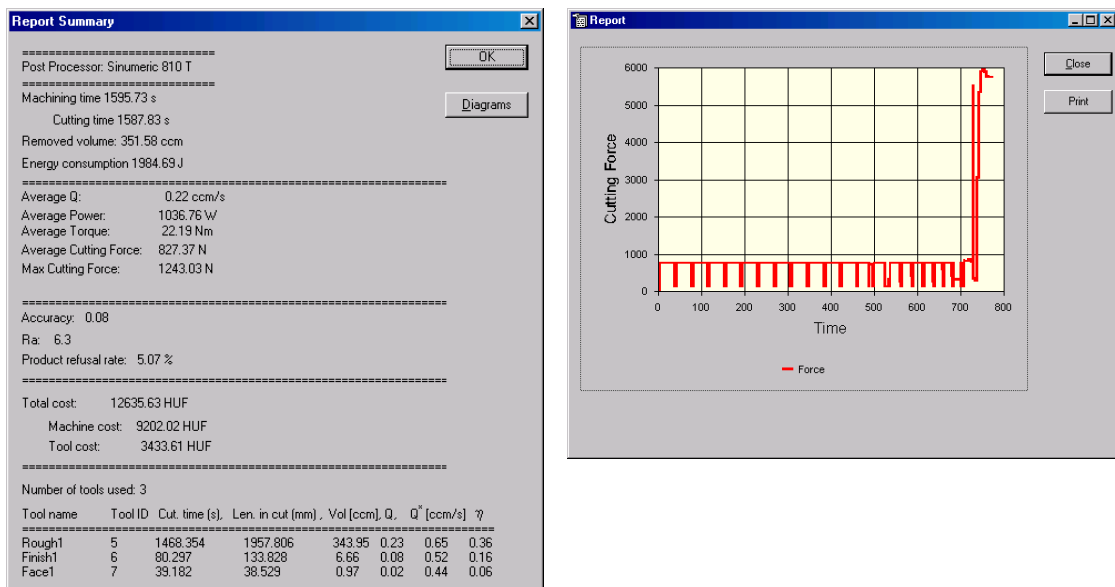 Report Summary
==============================
Post Processor: Sinumeric 810 T
==============================
Machining time 1595.73 s
Cutting time 1587.83 s
Removed volume: 351.58 ccm
Energy consumption 1984.69 J
==================================================================
Average Q: 0.22 ccm/s
Average Power: 1036.76 W
Average Torque: 22.19 Nm
Average Cutting Force: 827.37 N
Max Cutting Force: 1243.03 N
==================================================================
Accuracy: 0.08
Ra: 6.3
Product refusal rate: 5.07 %
==================================================================
Total cost: 12635.63 HUF
Machine cost: 9202.02 HUF
Tool cost: 3433.61 HUF
==================================================================
Number of tools used: 3
Tool name Tool ID Cut. time (s), Len. in cut (mm) , Vol [ccm], Q, Q* [ccm/s] η
==================================================================
Rough1 5 1468.354 1957.806 343.95 0.23 0.65 0.36
Finish1 6 80.297 133.828 6.66 0.08 0.52 0.16
Face1 7 39.182 38.529 0.97 0.02 0.44 0.06
OK
Diagrams
Report
Cutting Force
6000
5000
4000
3000
2000
1000
0
0 100 200 300 400 500 600 700 800
Time
Force
Close
Print